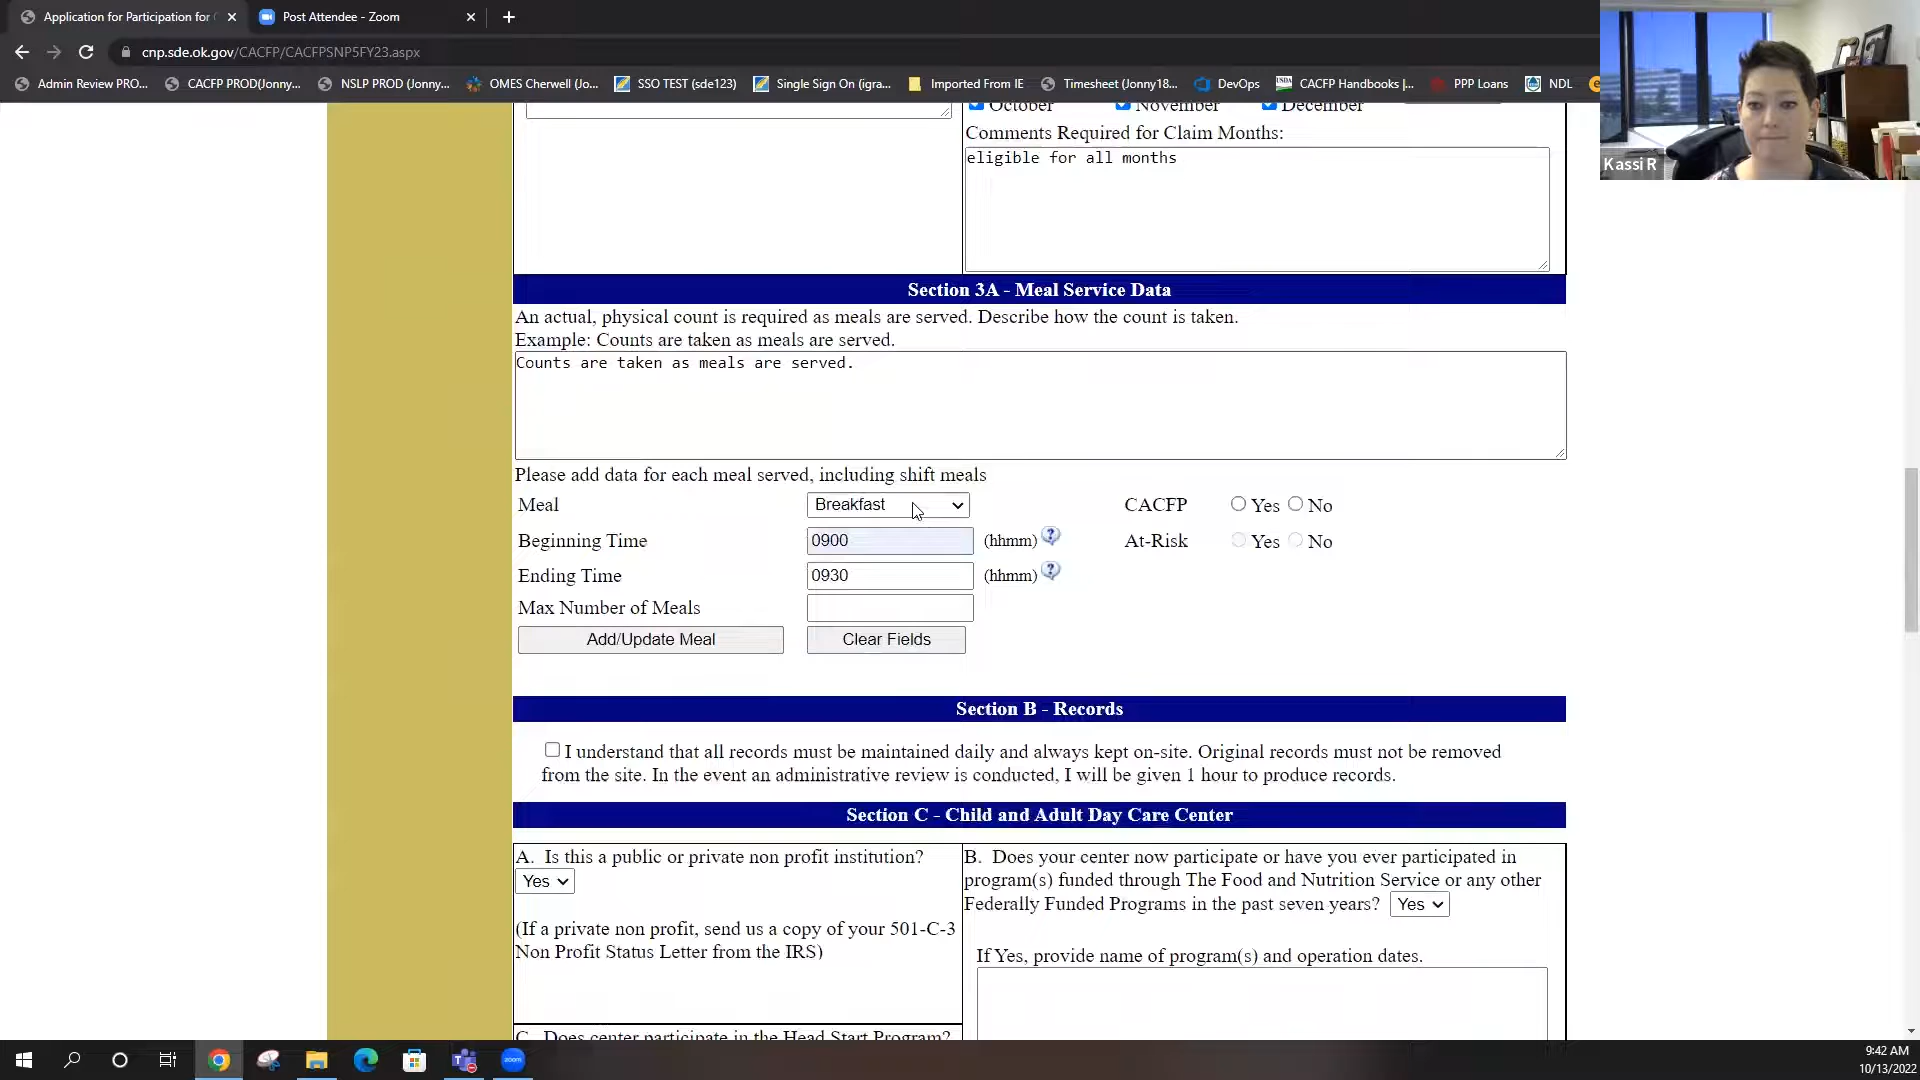 Application for Participation for
Post Attendee - Zoom
cnp.sde.ok.gov/CACFP/CACFPSNP5FY23.aspx
Admin Review PRO...
CACFP PROD(Jonny...
NSLP PROD (Jonny...
OMES Cherwell (Jo...
SSO TEST (sde123)
Single Sign On (igra...
Imported From IE
Timesheet (Jonny18...
DevOps
CACFP Handbooks |...
PPP Loans
NDL
Kassi R
October November December
Comments Required for Claim Months:
eligible for all months
Section 3A - Meal Service Data
An actual, physical count is required as meals are served. Describe how the count is taken.
Example: Counts are taken as meals are served.
Counts are taken as meals are served.
Please add data for each meal served, including shift meals
Meal Breakfast CACFP Yes No
Beginning Time 0900 (hhmm) At-Risk Yes No
Ending Time 0930 (hhmm)
Max Number of Meals
Add/Update Meal Clear Fields
Section B - Records
I understand that all records must be maintained daily and always kept on-site. Original records must not be removed
from the site. In the event an administrative review is conducted, I will be given 1 hour to produce records.
Section C - Child and Adult Day Care Center
A. Is this a public or private non profit institution?
Yes
(If a private non profit, send us a copy of your 501-C-3
Non Profit Status Letter from the IRS)
B. Does your center now participate or have you ever participated in
program(s) funded through The Food and Nutrition Service or any other
Federally Funded Programs in the past seven years? Yes
If Yes, provide name of program(s) and operation dates.
C. Does center participate in the Head Start Program?
9:42 AM
10/13/2022